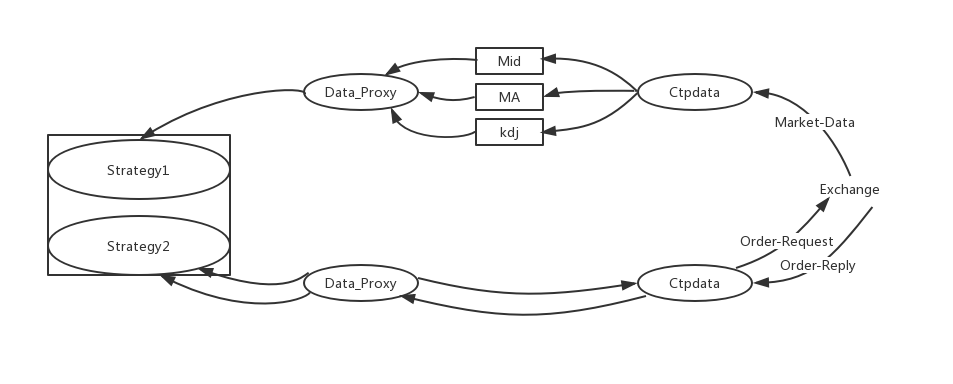 Mid
Data_Proxy
MA
Ctpdata
kdj
Market-Data
Strategy1
Exchange
Strategy2
Order-Request
Order-Reply
Data_Proxy
Ctpdata